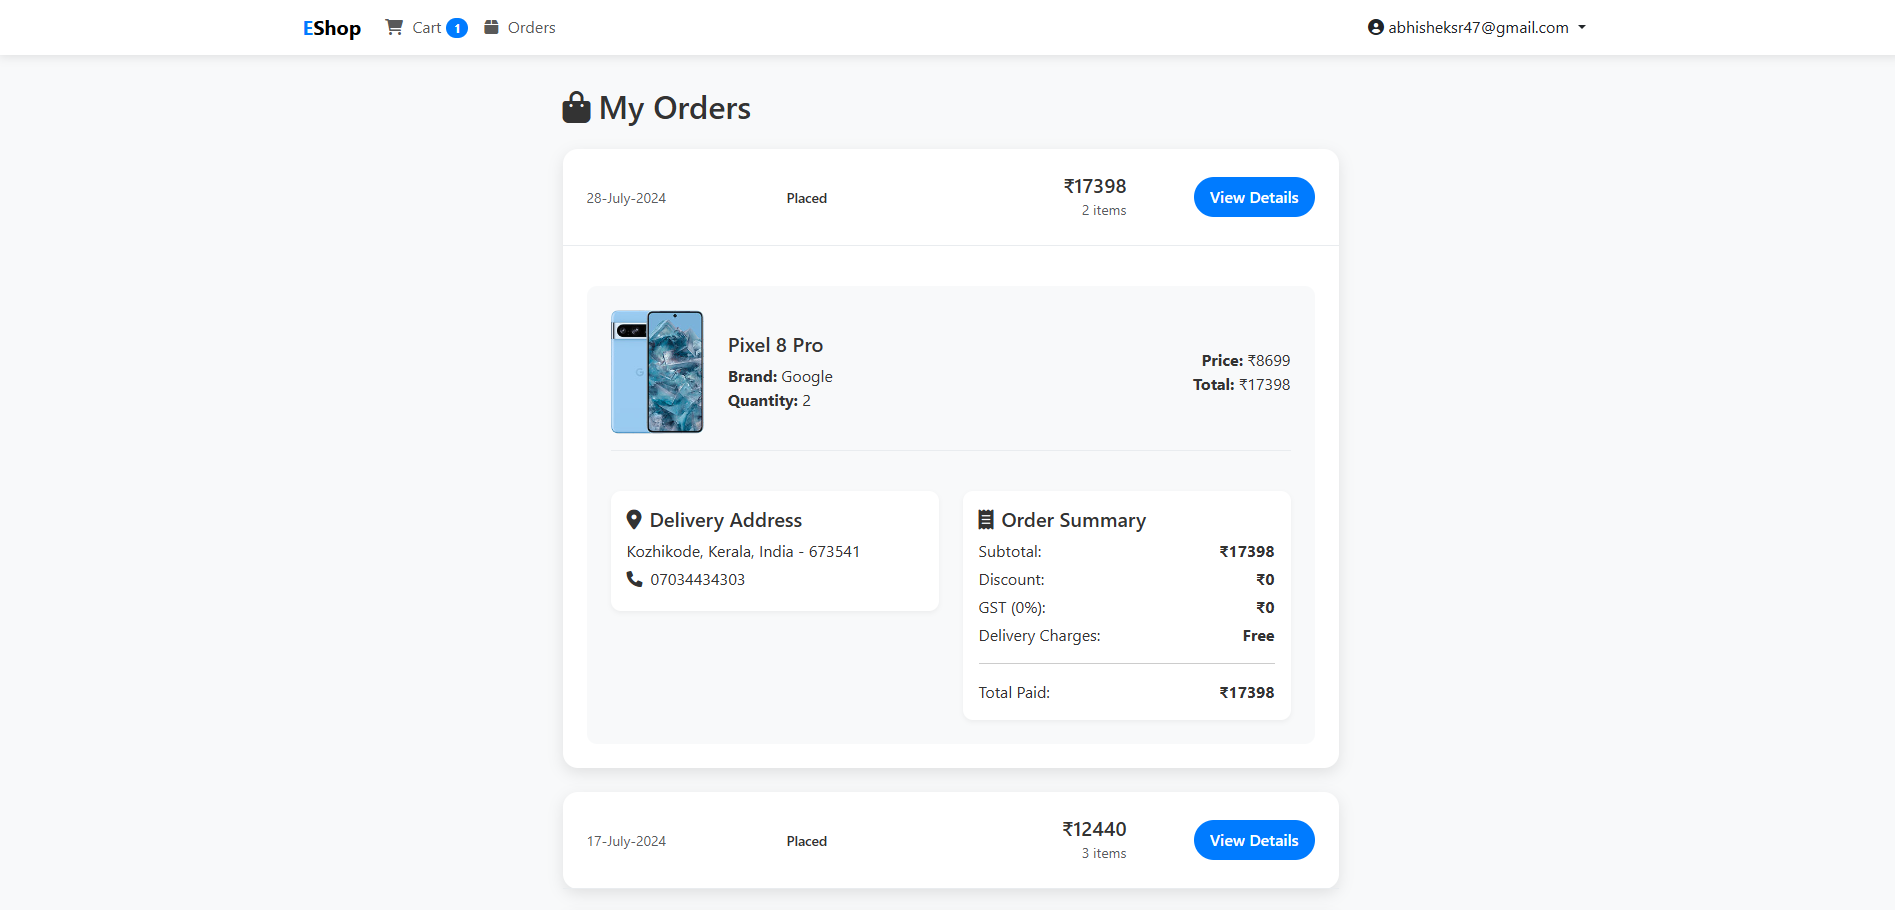 EShop Cart 1 Orders abhisheksr47@gmail.com
My Orders
28-July-2024 Placed ₹17398 View Details
2 items
Pixel 8 Pro
Brand: Google
Quantity: 2
Price: ₹8699
Total: ₹17398
Delivery Address
Kozhikode, Kerala, India - 673541
07034434303
Order Summary
Subtotal: ₹17398
Discount: ₹0
GST (0%): ₹0
Delivery Charges: Free
Total Paid: ₹17398
17-July-2024 Placed ₹12440 View Details
3 items